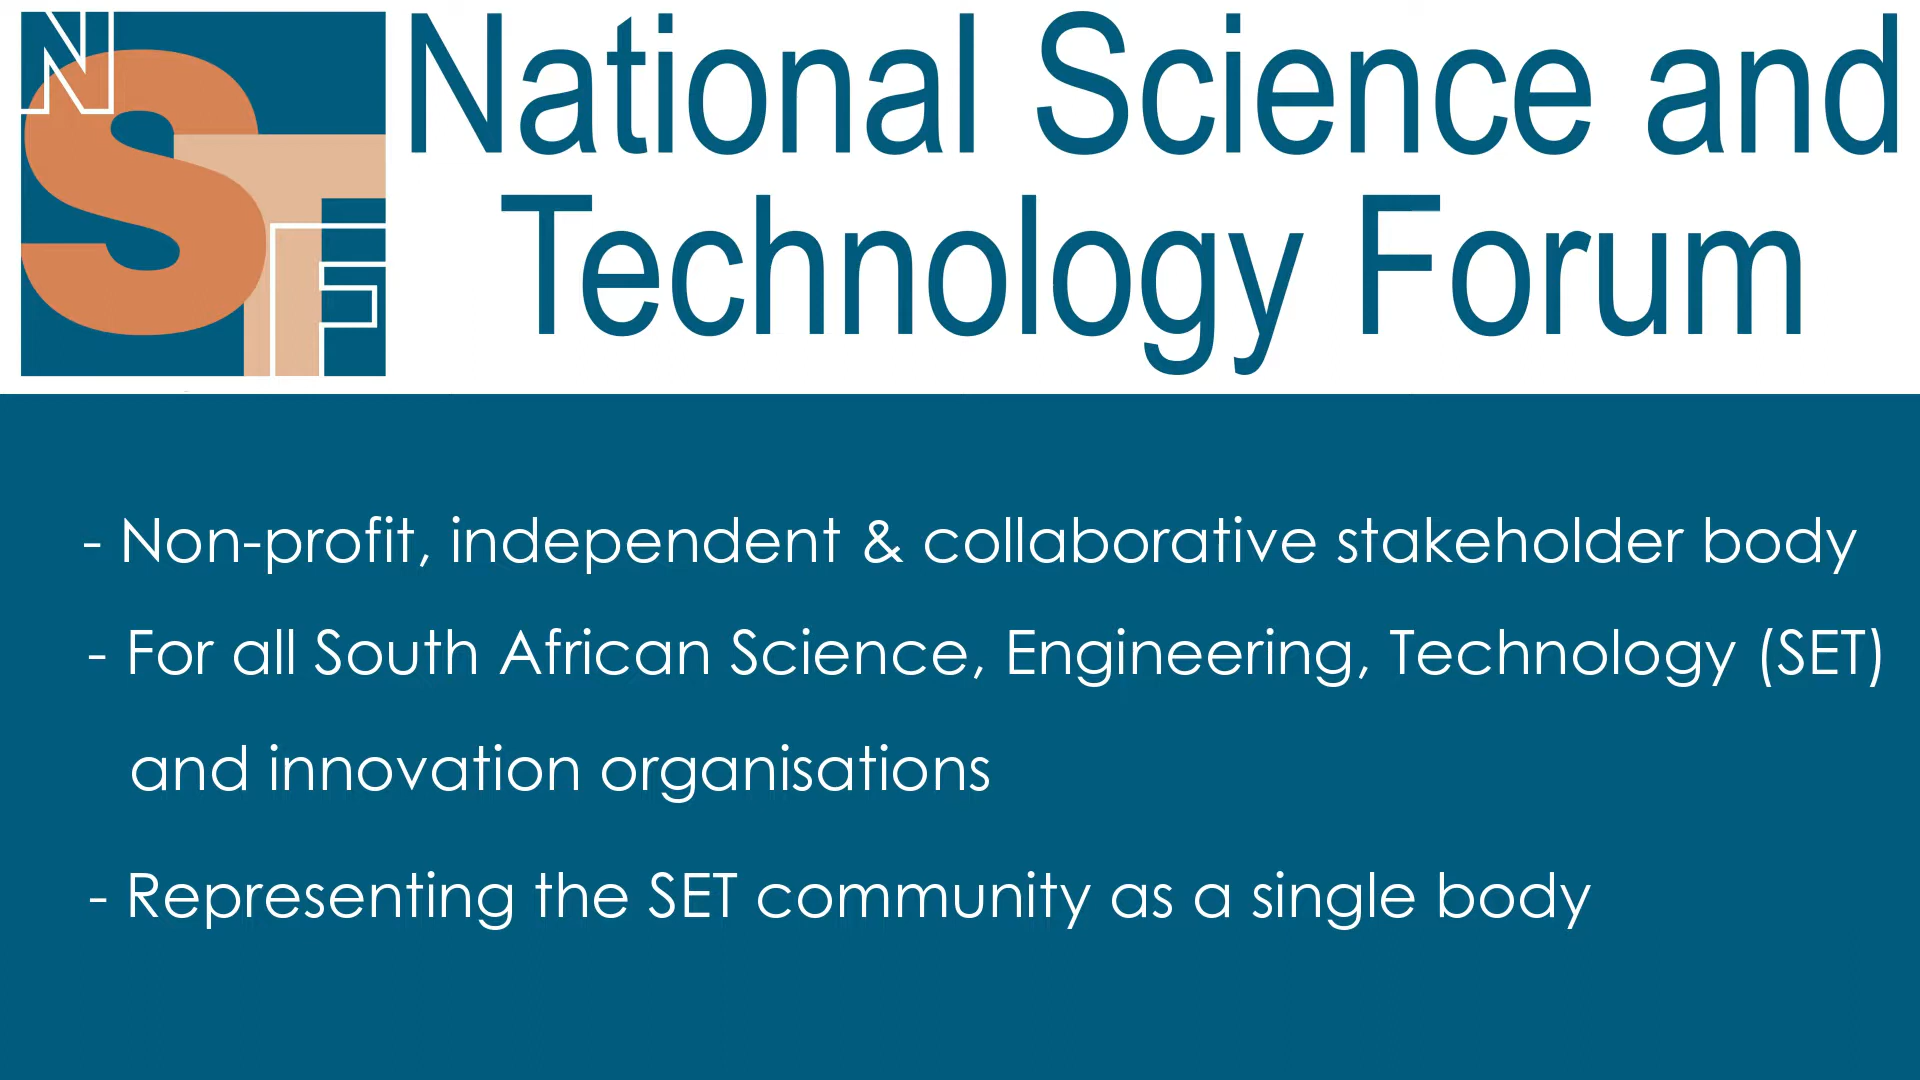 NSTF
National Science and
Technology Forum
- Non-profit, independent & collaborative stakeholder body
- For all South African Science, Engineering, Technology (SET)
and innovation organisations
- Representing the SET community as a single body